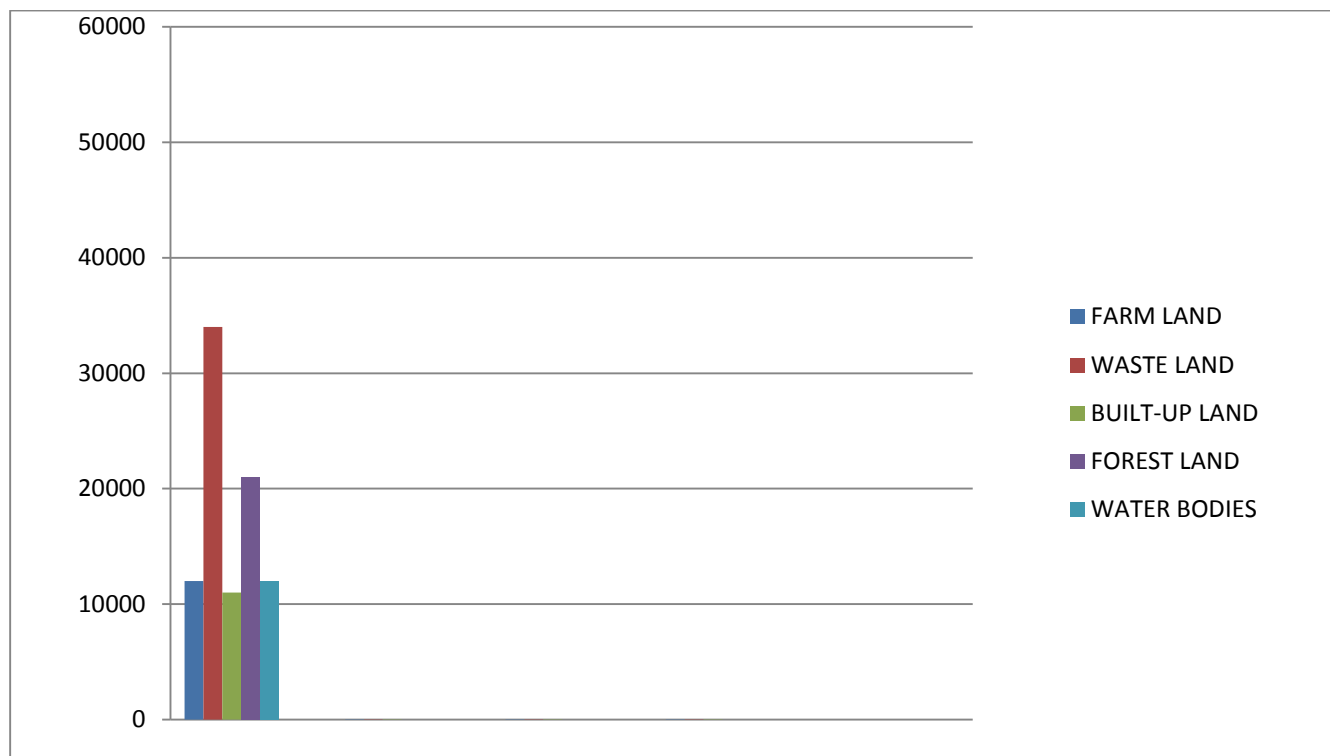 60000
50000
40000
30000
20000
10000
0
FARM LAND
WASTE LAND
BUILT-UP LAND
FOREST LAND
WATER BODIES